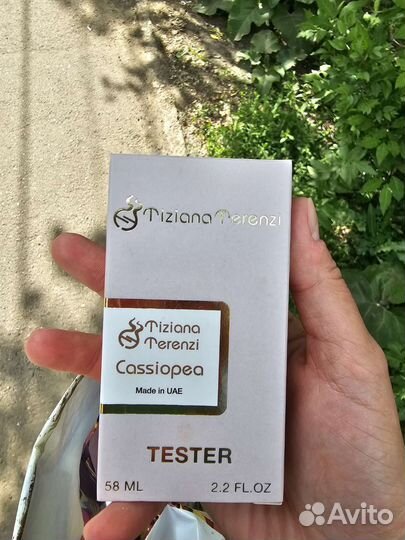 Tiziana Terenzi
Tiziana
Terenzi
Cassiopea
Made in UAE
TESTER
58 ML 2.2 FL.OZ
Avito